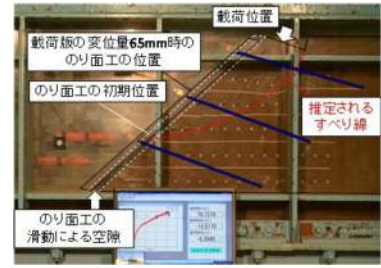 載荷位置
載荷版の変位量65mm時の
のり面工の位置
のり面工の初期位置
推定される
すべり線
のり面工の
滑動による空隙